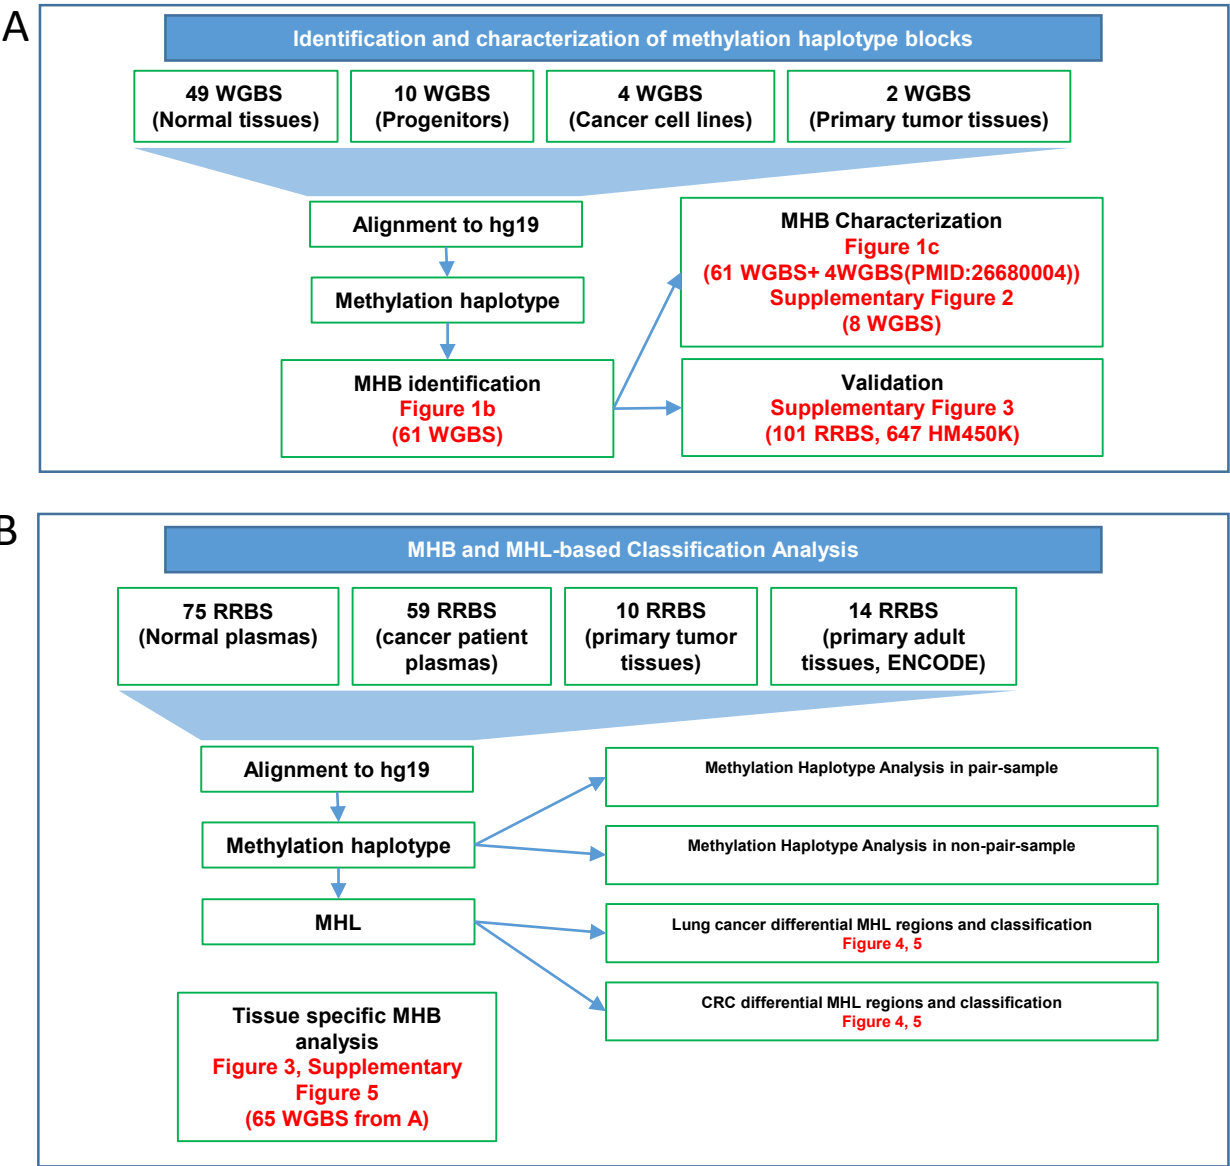 A
Identification and characterization of methylation haplotype blocks
49 WGBS
(Normal tissues)
10 WGBS
(Progenitors)
4 WGBS
(Cancer cell lines)
2 WGBS
(Primary tumor tissues)
Alignment to hg19
Methylation haplotype
MHB identification
Figure 1b
(61 WGBS)
MHB Characterization
Figure 1c
(61 WGBS+ 4WGBS(PMID:26680004))
Supplementary Figure 2
(8 WGBS)
Validation
Supplementary Figure 3
(101 RRBS, 647 HM450K)
B
MHB and MHL-based Classification Analysis
75 RRBS
(Normal plasmas)
59 RRBS
(cancer patient
plasmas)
10 RRBS
(primary tumor
tissues)
14 RRBS
(primary adult
tissues, ENCODE)
Alignment to hg19
Methylation haplotype
MHL
Methylation Haplotype Analysis in pair-sample
Methylation Haplotype Analysis in non-pair-sample
Lung cancer differential MHL regions and classification
Figure 4, 5
CRC differential MHL regions and classification
Figure 4, 5
Tissue specific MHB
analysis
Figure 3, Supplementary
Figure 5
(65 WGBS from A)